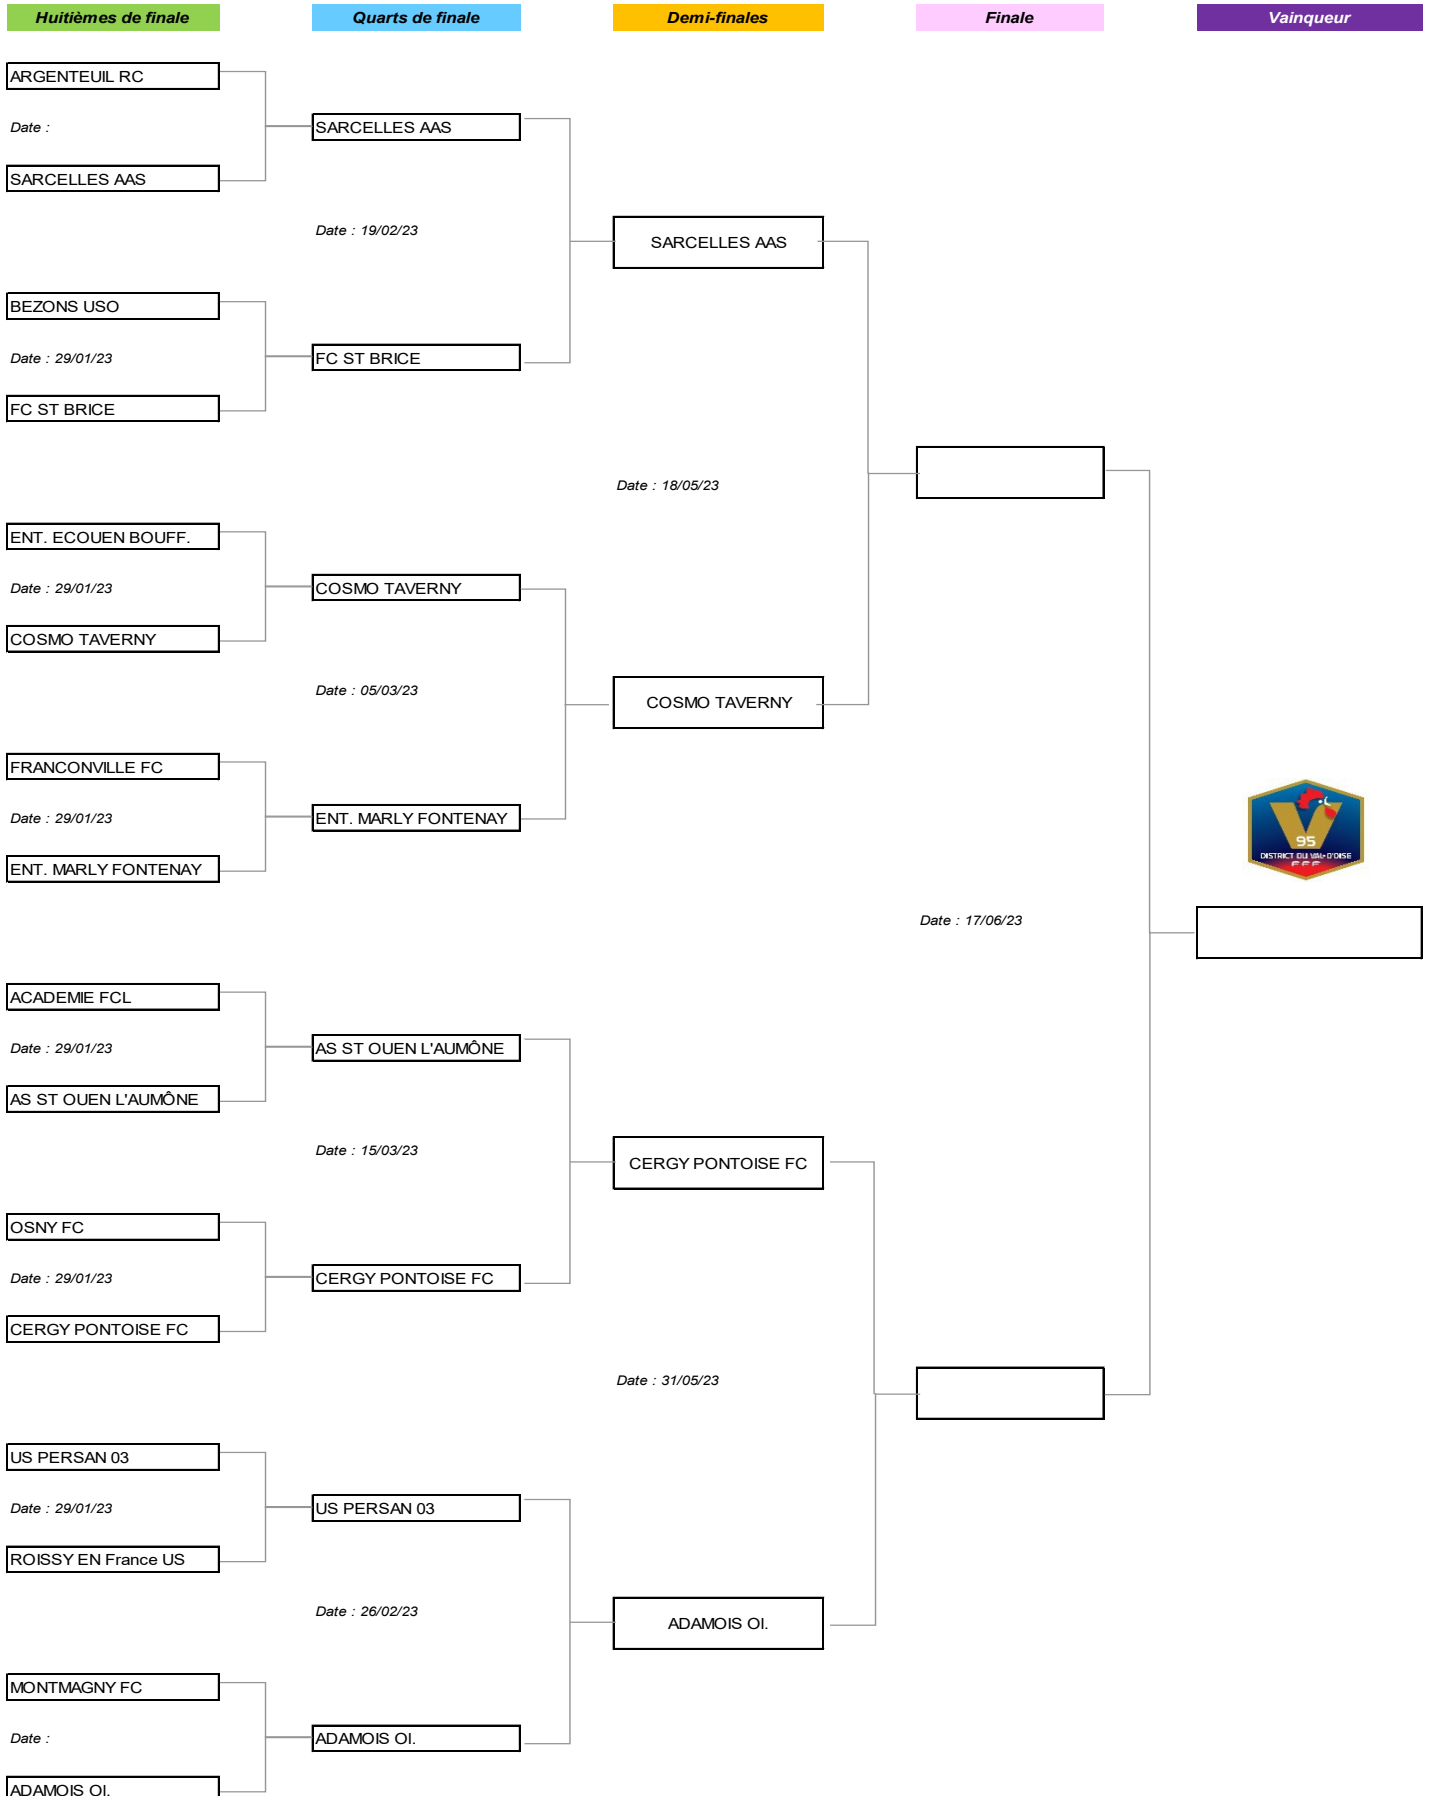 Huitièmes de finale
Quarts de finale
Demi-finales
Finale
Vainqueur
ARGENTEUIL RC
Date :
SARCELLES AAS
SARCELLES AAS
Date : 19/02/23
SARCELLES AAS
BEZONS USO
Date : 29/01/23
FC ST BRICE
FC ST BRICE
Date : 18/05/23
ENT. ECOUEN BOUFF.
Date : 29/01/23
COSMO TAVERNY
COSMO TAVERNY
Date : 05/03/23
COSMO TAVERNY
FRANCONVILLE FC
Date : 29/01/23
ENT. MARLY FONTENAY
ENT. MARLY FONTENAY
95
DISTRICT DU VAL-D'OISE
FFF
Date : 17/06/23
ACADEMIE FCL
Date : 29/01/23
AS ST OUEN L'AUMÔNE
AS ST OUEN L'AUMÔNE
Date : 15/03/23
CERGY PONTOISE FC
OSNY FC
Date : 29/01/23
CERGY PONTOISE FC
CERGY PONTOISE FC
Date : 31/05/23
US PERSAN 03
Date : 29/01/23
US PERSAN 03
ROISSY EN France US
Date : 26/02/23
ADAMOIS OI.
MONTMAGNY FC
Date :
ADAMOIS OI.
ADAMOIS OI.